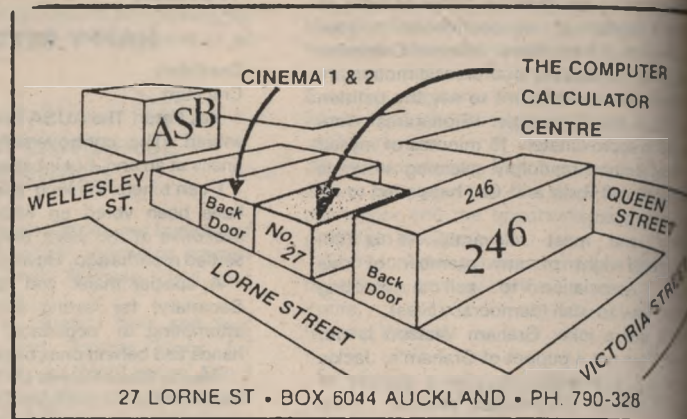 CINEMA 1 & 2
THE COMPUTER
CALCULATOR
CENTRE
ASB
WELLESLEY
ST.
Back
Door
No. 27
246
246
Back
Door
QUEEN
STREET
LORNE STREET
VICTORIA STREET
27 LORNE ST • BOX 6044 AUCKLAND • PH. 790-328